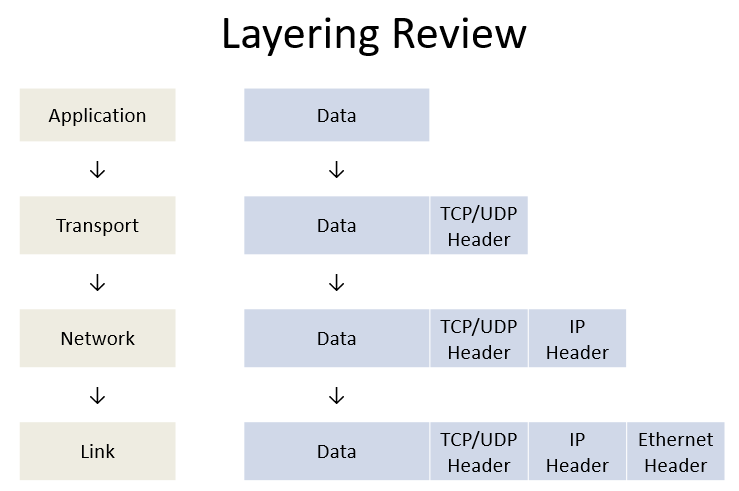 Layering Review
Application
Data
↓
↓
Transport
Data
TCP/UDP
Header
↓
↓
Network
Data
TCP/UDP
Header
IP
Header
↓
↓
Link
Data
TCP/UDP
Header
IP
Header
Ethernet
Header